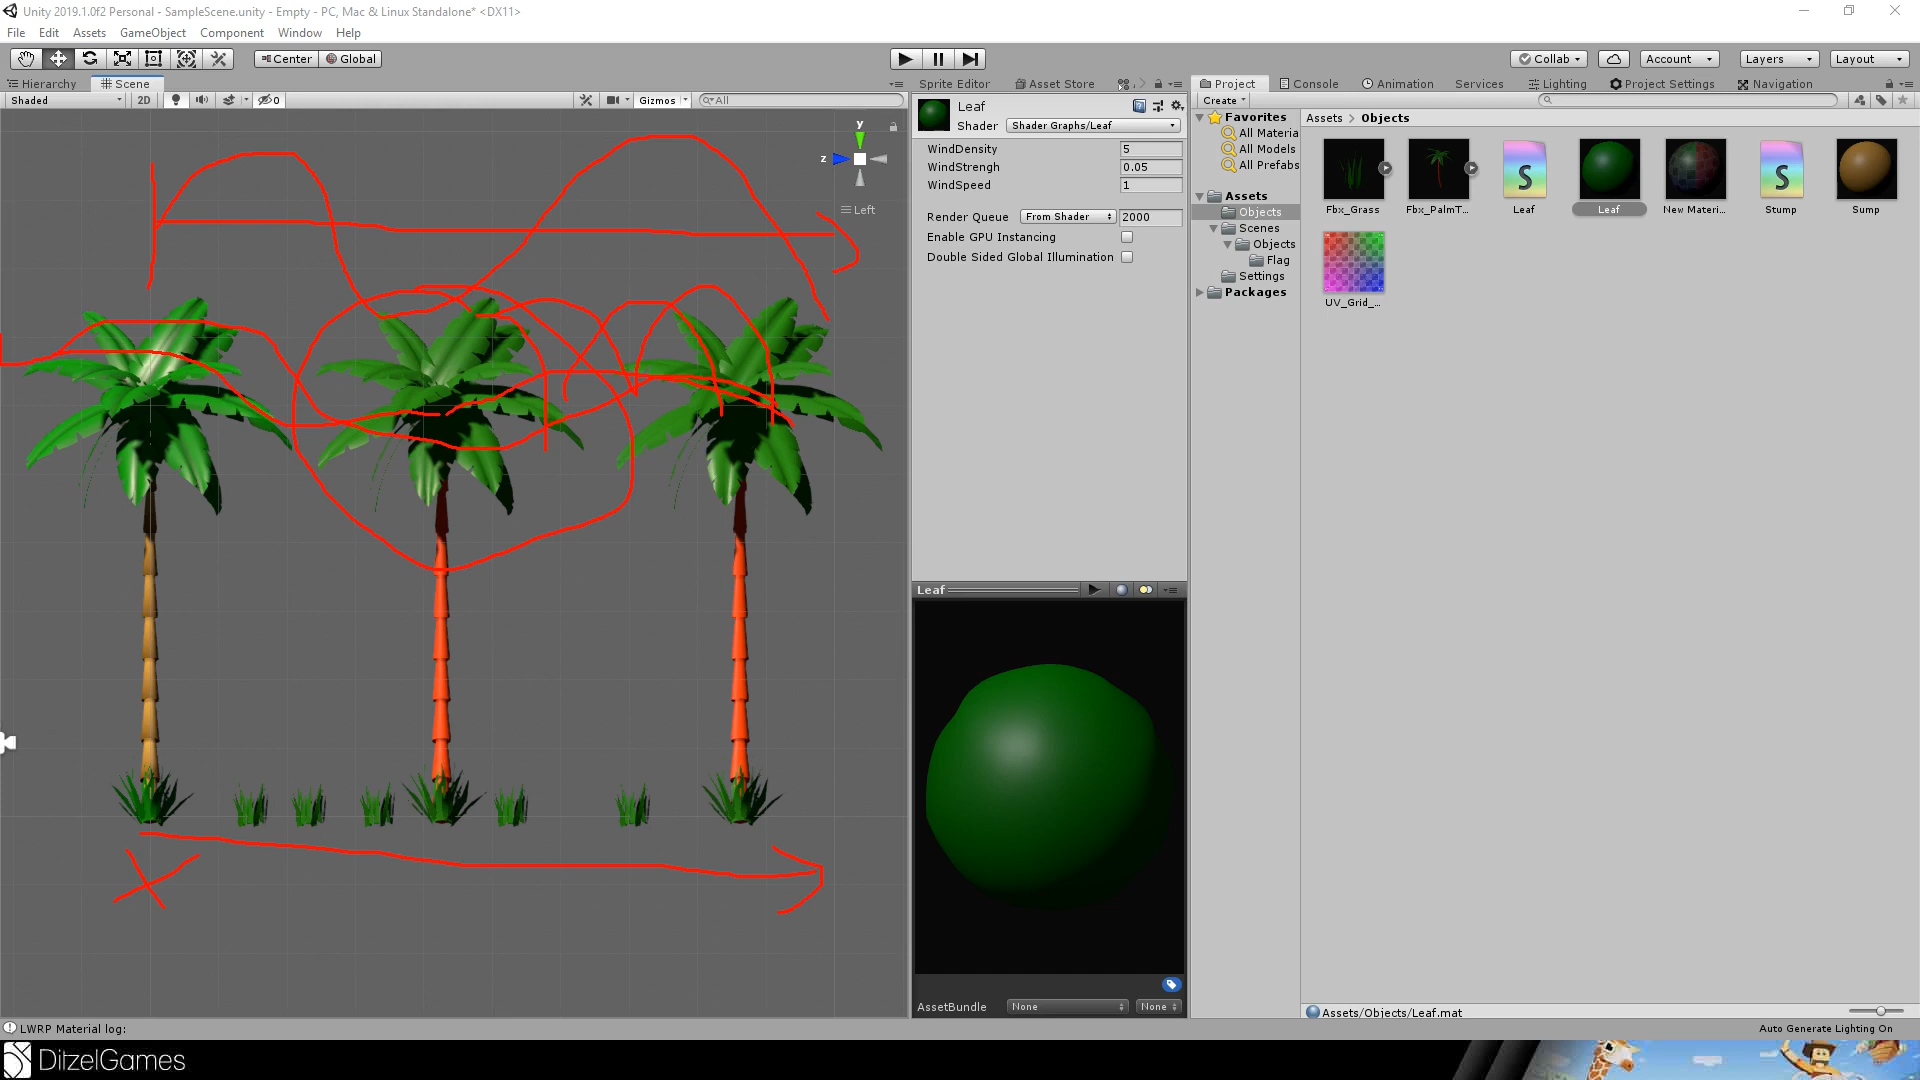 Unity 2019.1.0f2 Personal - SampleScene.unity - Empty - PC, Mac & Linux Standalone* <DX11>
File Edit Assets GameObject Component Window Help
Center Global
Collab Account Layers Layout
Hierarchy Scene
Shaded 2D 0 Gizmos All
y
z
Left
Sprite Editor Asset Store
Leaf
Shader Shader Graphs/Leaf
WindDensity 5
WindStrengh 0.05
WindSpeed 1
Render Queue From Shader 2000
Enable GPU Instancing
Double Sided Global Illumination
Leaf
AssetBundle None None
Project Console Animation Services Lighting Project Settings Navigation
Create
Favorites
All Materia
All Models
All Prefabs
Assets
Objects
Scenes
Objects
Flag
Settings
Packages
Assets > Objects
Fbx_Grass Fbx_PalmT... Leaf Leaf New Materi... Stump Sump
UV_Grid_...
Assets/Objects/Leaf.mat
LWRP Material log:
Auto Generate Lighting On
DitzelGames